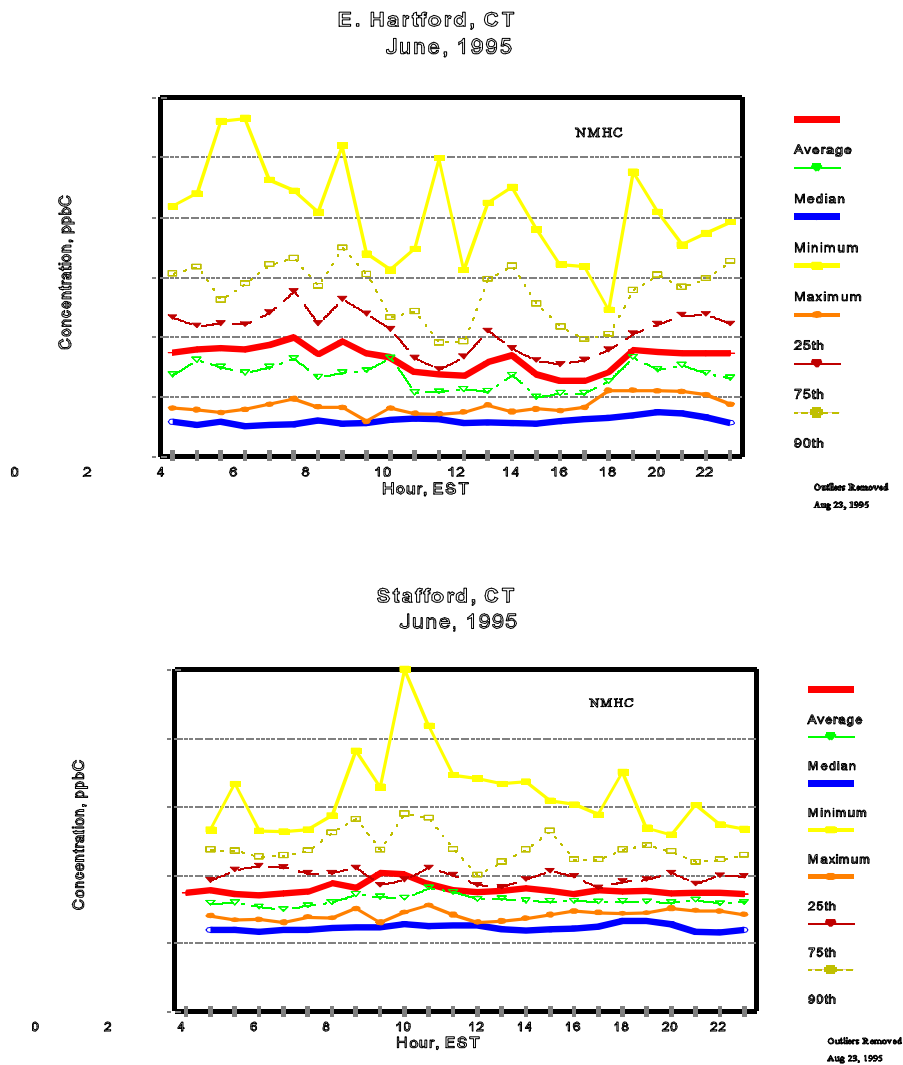 E. Hartford, CT
June, 1995
NMHC
Concentration, ppbC
Average
Median
Minimum
Maximum
25th
75th
90th
0 2 4 6 8 10 12 14 16 18 20 22
Hour, EST
Outliers Removed
Aug 23, 1995
Stafford, CT
June, 1995
NMHC
Concentration, ppbC
Average
Median
Minimum
Maximum
25th
75th
90th
0 2 4 6 8 10 12 14 16 18 20 22
Hour, EST
Outliers Removed
Aug 23, 1995